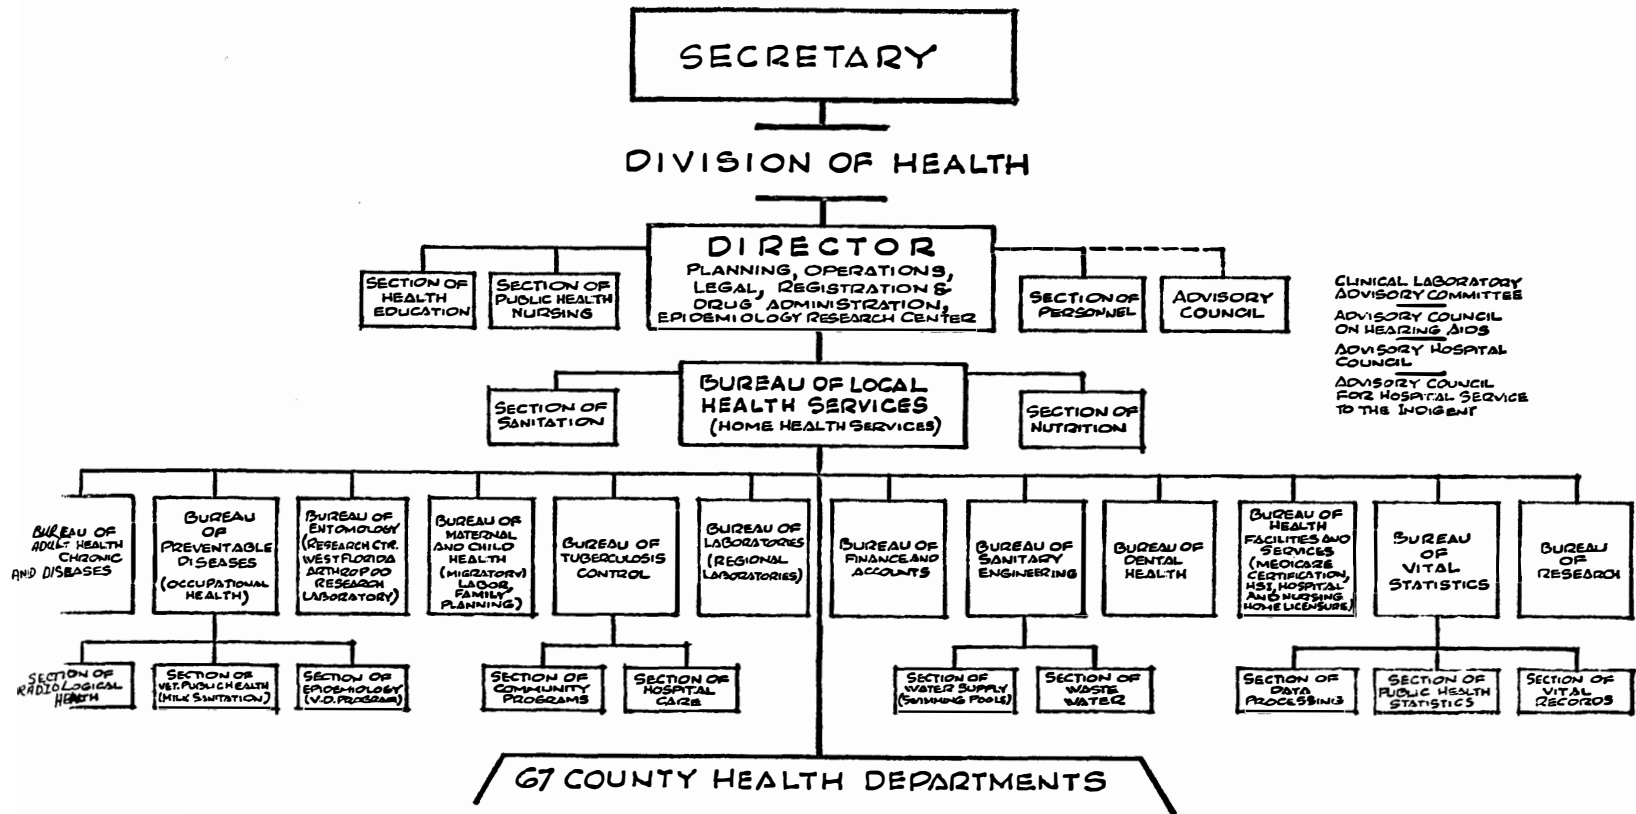 SECRETARY
DIVISION OF HEALTH
DIRECTOR
PLANNING, OPERATIONS,
LEGAL, REGISTRATION &
DRUG ADMINISTRATION,
EPIDEMIOLOGY RESEARCH CENTER
SECTION OF
HEALTH
EDUCATION
SECTION OF
PUBLIC HEALTH
NURSING
SECTION OF
PERSONNEL
ADVISORY
COUNCIL
CLINICAL LABORATORY
ADVISORY COMMITTEE
ADVISORY COUNCIL
ON HEARING AIDS
ADVISORY HOSPITAL
COUNCIL
ADVISORY COUNCIL
FOR HOSPITAL SERVICE
TO THE INDIGENT
BUREAU OF LOCAL
HEALTH SERVICES
(HOME HEALTH SERVICES)
SECTION OF
SANITATION
SECTION OF
NUTRITION
BUREAU OF
ADULT HEALTH
CHRONIC
AND DISEASES
BUREAU
OF
PREVENTABLE
DISEASES
(OCCUPATIONAL
HEALTH)
BUREAU OF
ENTOMOLOGY
(RESEARCH CTR.
WEST FLORIDA
ARTHROPOD
RESEARCH
LABORATORY)
BUREAU OF
MATERNAL
AND CHILD
HEALTH
(MIGRATORY)
LABOR,
FAMILY
PLANNING)
BUREAU OF
TUBERCULOSIS
CONTROL
BUREAU OF
LABORATORIES
(REGIONAL
LABORATORIES)
BUREAU OF
FINANCE AND
ACCOUNTS
BUREAU OF
SANITARY
ENGINEERING
BUREAU OF
DENTAL
HEALTH
BUREAU OF
HEALTH
FACILITIES AND
SERVICES
(MEDICARE
CERTIFICATION,
HSI, HOSPITAL
AND NURSING
HOME LICENSURE)
BUREAU
OF
VITAL
STATISTICS
BUREAU
OF
RESEARCH
SECTION OF
RADIOLOGICAL
HEALTH
SECTION OF
VET. PUBLIC HEALTH
(MILK SANITATION)
SECTION OF
EPIDEMIOLOGY
(V.D. PROGRAM)
SECTION OF
COMMUNITY
PROGRAMS
SECTION OF
HOSPITAL
CARE
SECTION OF
WATER SUPPLY
(SWIMMING POOLS)
SECTION OF
WASTE
WATER
SECTION OF
DATA
PROCESSING
SECTION OF
PUBLIC HEALTH
STATISTICS
SECTION OF
VITAL
RECORDS
67 COUNTY HEALTH DEPARTMENTS